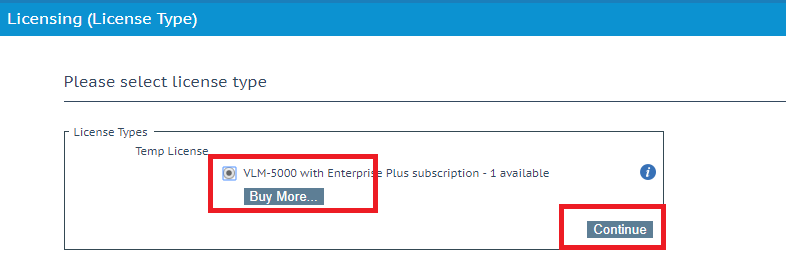 Licensing (License Type)
Please select license type
License Types
Temp License
VLM-5000 with Enterprise Plus subscription - 1 available
i
Buy More...
Continue